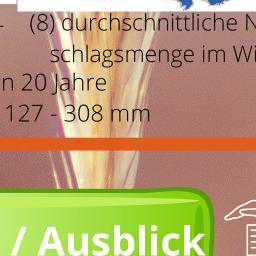 - (8) durchschnittliche N
schlagsmenge im Wi
n 20 Jahre
127 - 308 mm
/ Ausblick